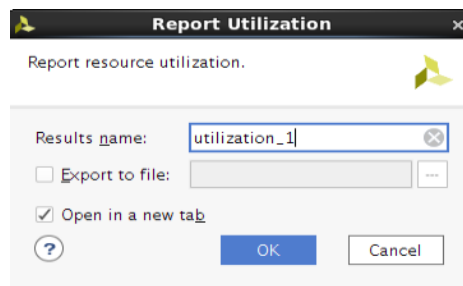 Report Utilization
Report resource utilization.
Results name: utilization_1
Export to file: ...
Open in a new tab
? OK Cancel